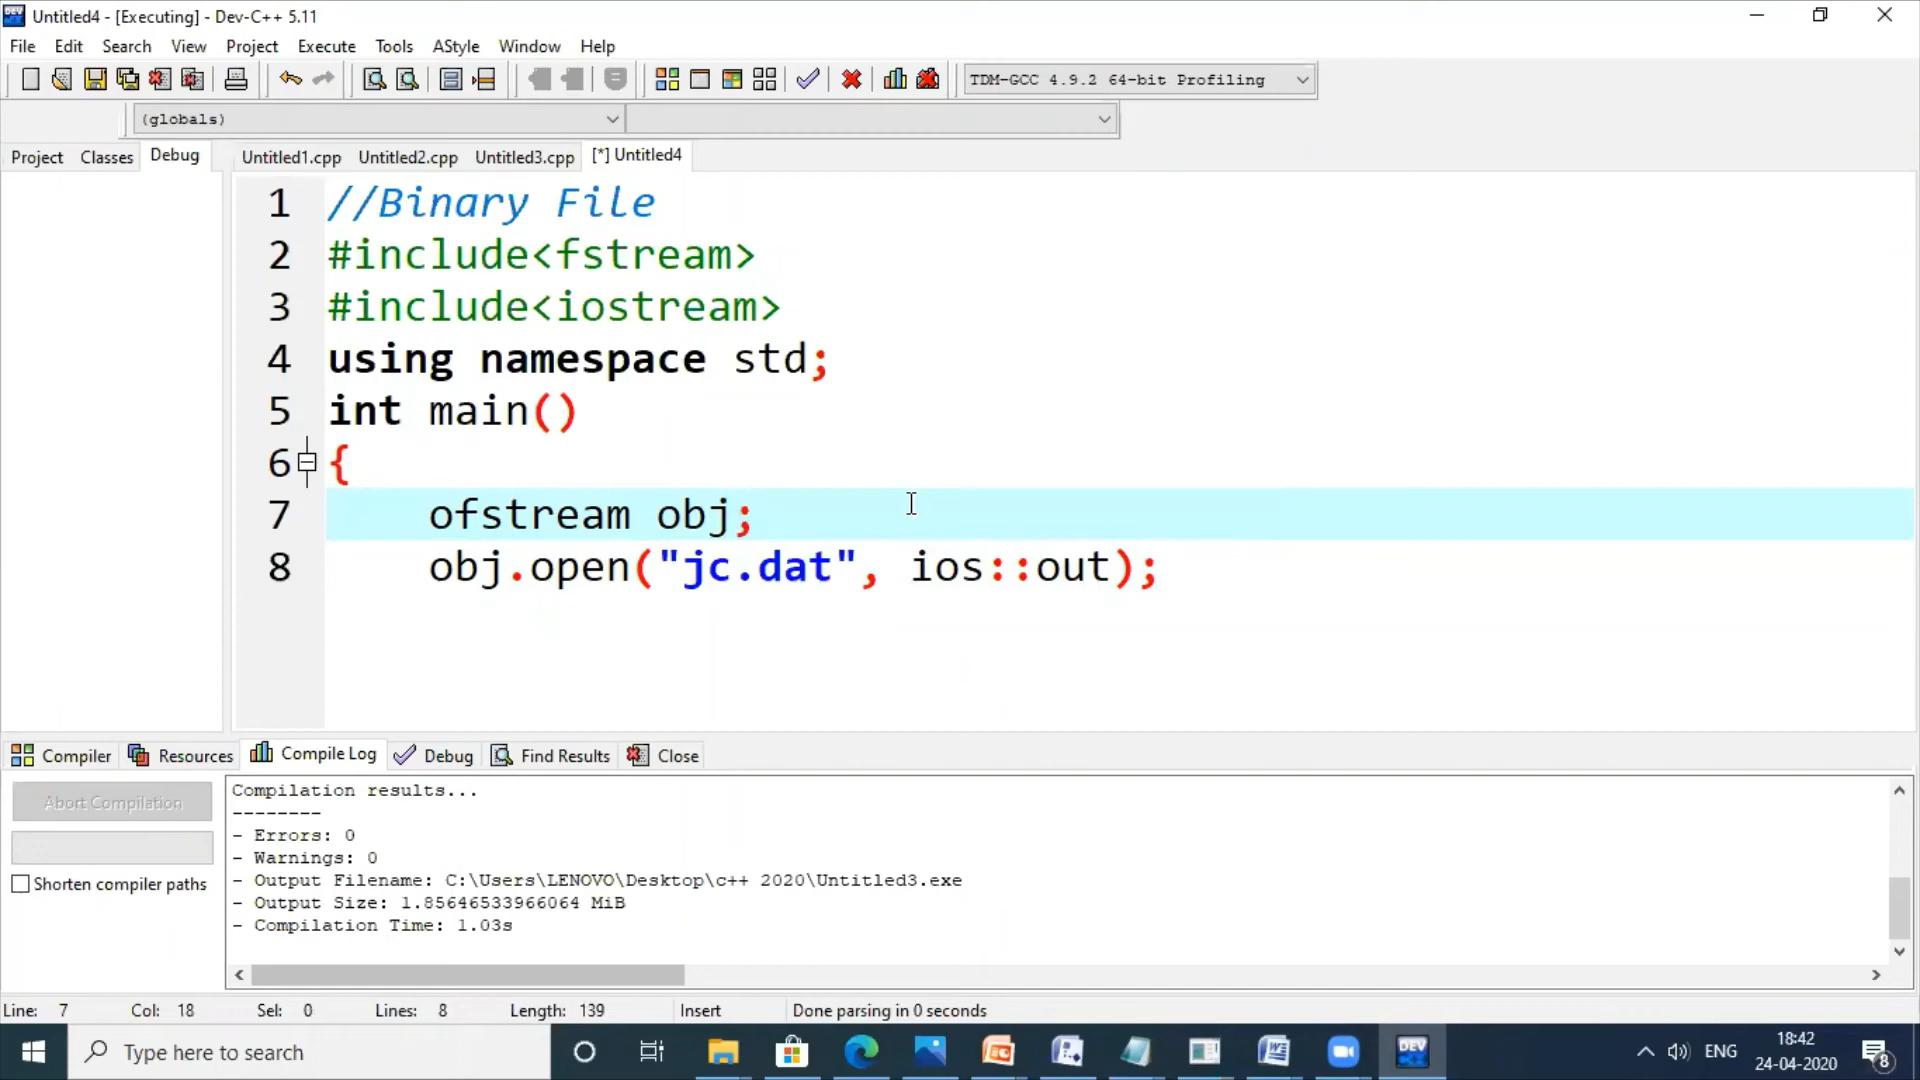 Untitled4 - [Executing] - Dev-C++ 5.11
File Edit Search View Project Execute Tools AStyle Window Help
TDM-GCC 4.9.2 64-bit Profiling
(globals)
Project Classes Debug Untitled1.cpp Untitled2.cpp Untitled3.cpp [*] Untitled4
1 //Binary File
2 #include<fstream>
3 #include<iostream>
4 using namespace std;
5 int main()
6 {
7 ofstream obj;
8 obj.open("jc.dat", ios::out);
Compiler Resources Compile Log Debug Find Results Close
Abort Compilation
Shorten compiler paths
Compilation results...
--------
- Errors: 0
- Warnings: 0
- Output Filename: C:\Users\LENOVO\Desktop\c++ 2020\Untitled3.exe
- Output Size: 1.85646533966064 MiB
- Compilation Time: 1.03s
Line: 7 Col: 18 Sel: 0 Lines: 8 Length: 139 Insert Done parsing in 0 seconds
Type here to search
DEV
ENG
18:42
24-04-2020
8